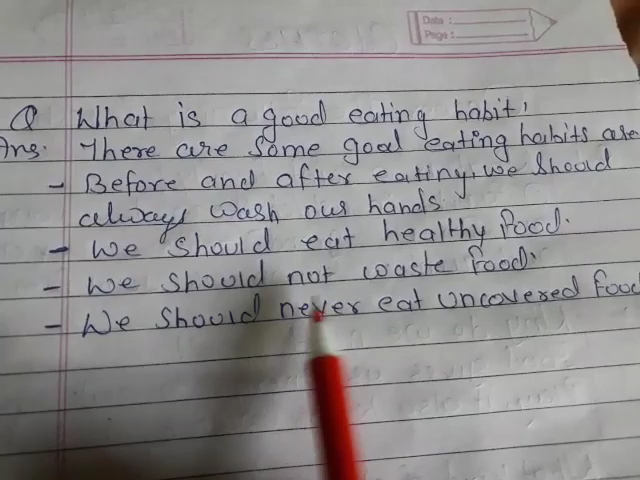 Date :
Page :
Q What is a good eating habit,
Ans. There are some good eating habits are
- Before and after eating, we should
always wash our hands.
- We should eat healthy food.
- We should not waste food.
- We should never eat uncovered food